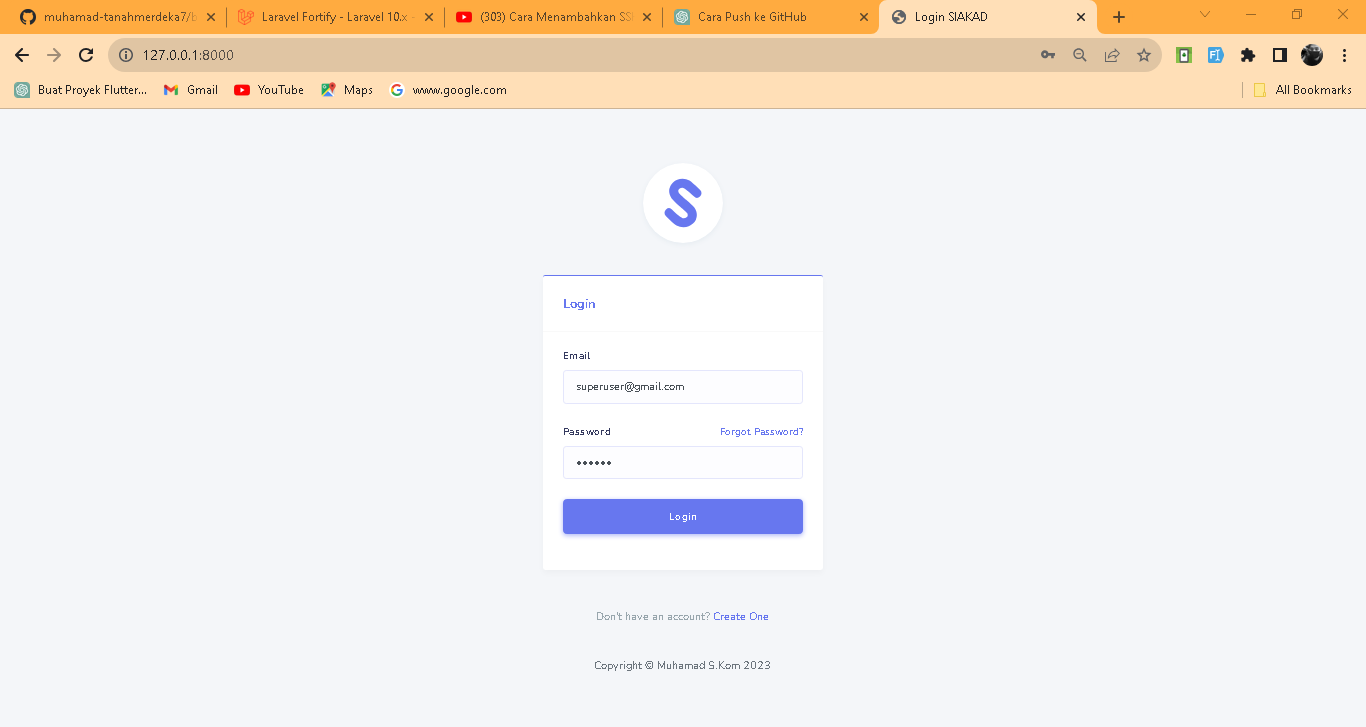 muhamad-tanahmerdeka7/b
Laravel Fortify - Laravel 10.x -
(303) Cara Menambahkan SS
Cara Push ke GitHub
Login SIAKAD
127.0.0.1:8000
Buat Proyek Flutter...
Gmail
YouTube
Maps
www.google.com
All Bookmarks
S
Login
Email
superuser@gmail.com
Password Forgot Password?
••••••
Login
Don't have an account? Create One
Copyright © Muhamad S.Kom 2023